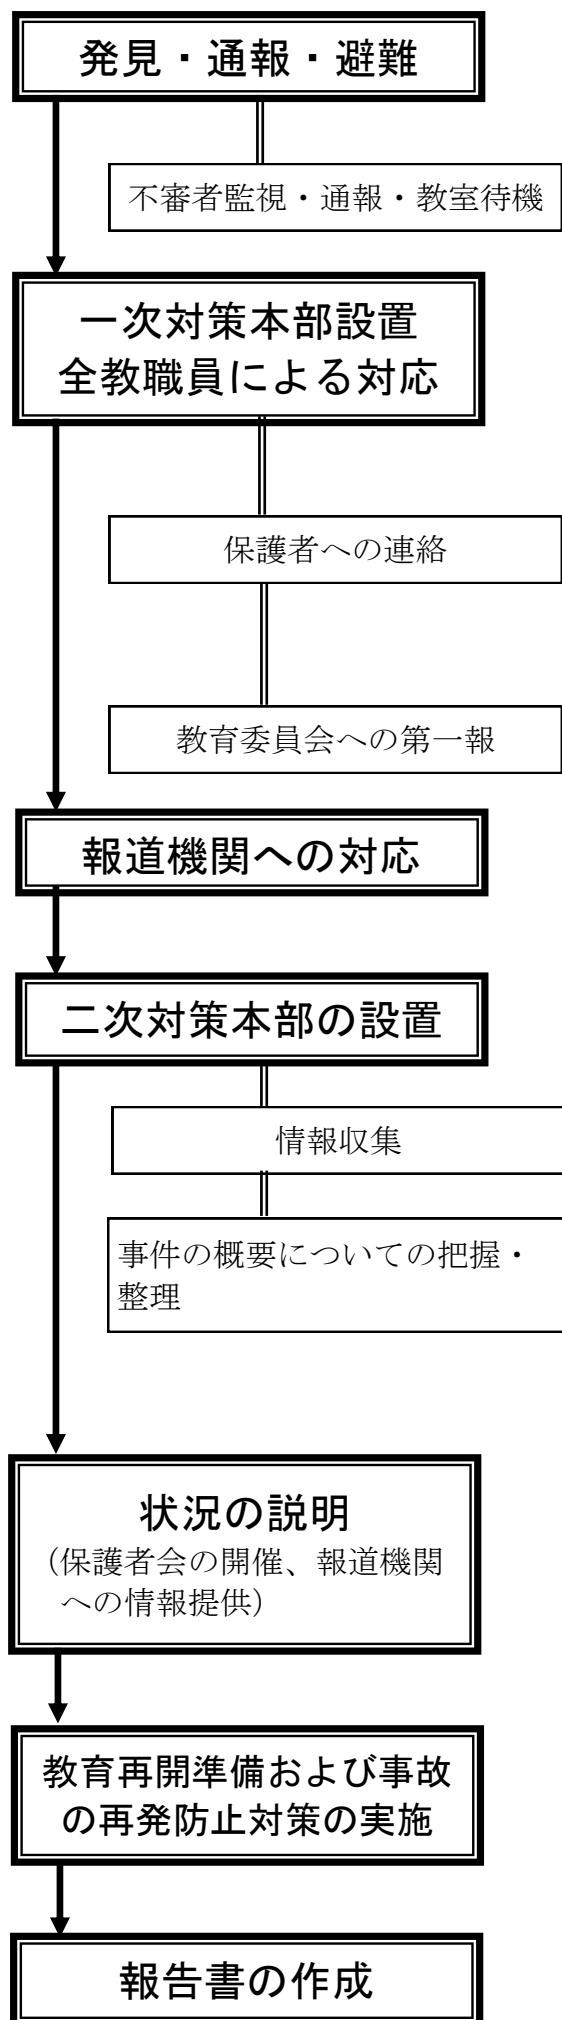 発見・通報・避難
不審者監視・通報・教室待機
一次対策本部設置
全教職員による対応
保護者への連絡
教育委員会への第一報
報道機関への対応
二次対策本部の設置
情報収集
事件の概要についての把握・
整理
状況の説明
（保護者会の開催、報道機関
への情報提供）
教育再開準備および事故
の再発防止対策の実施
報告書の作成